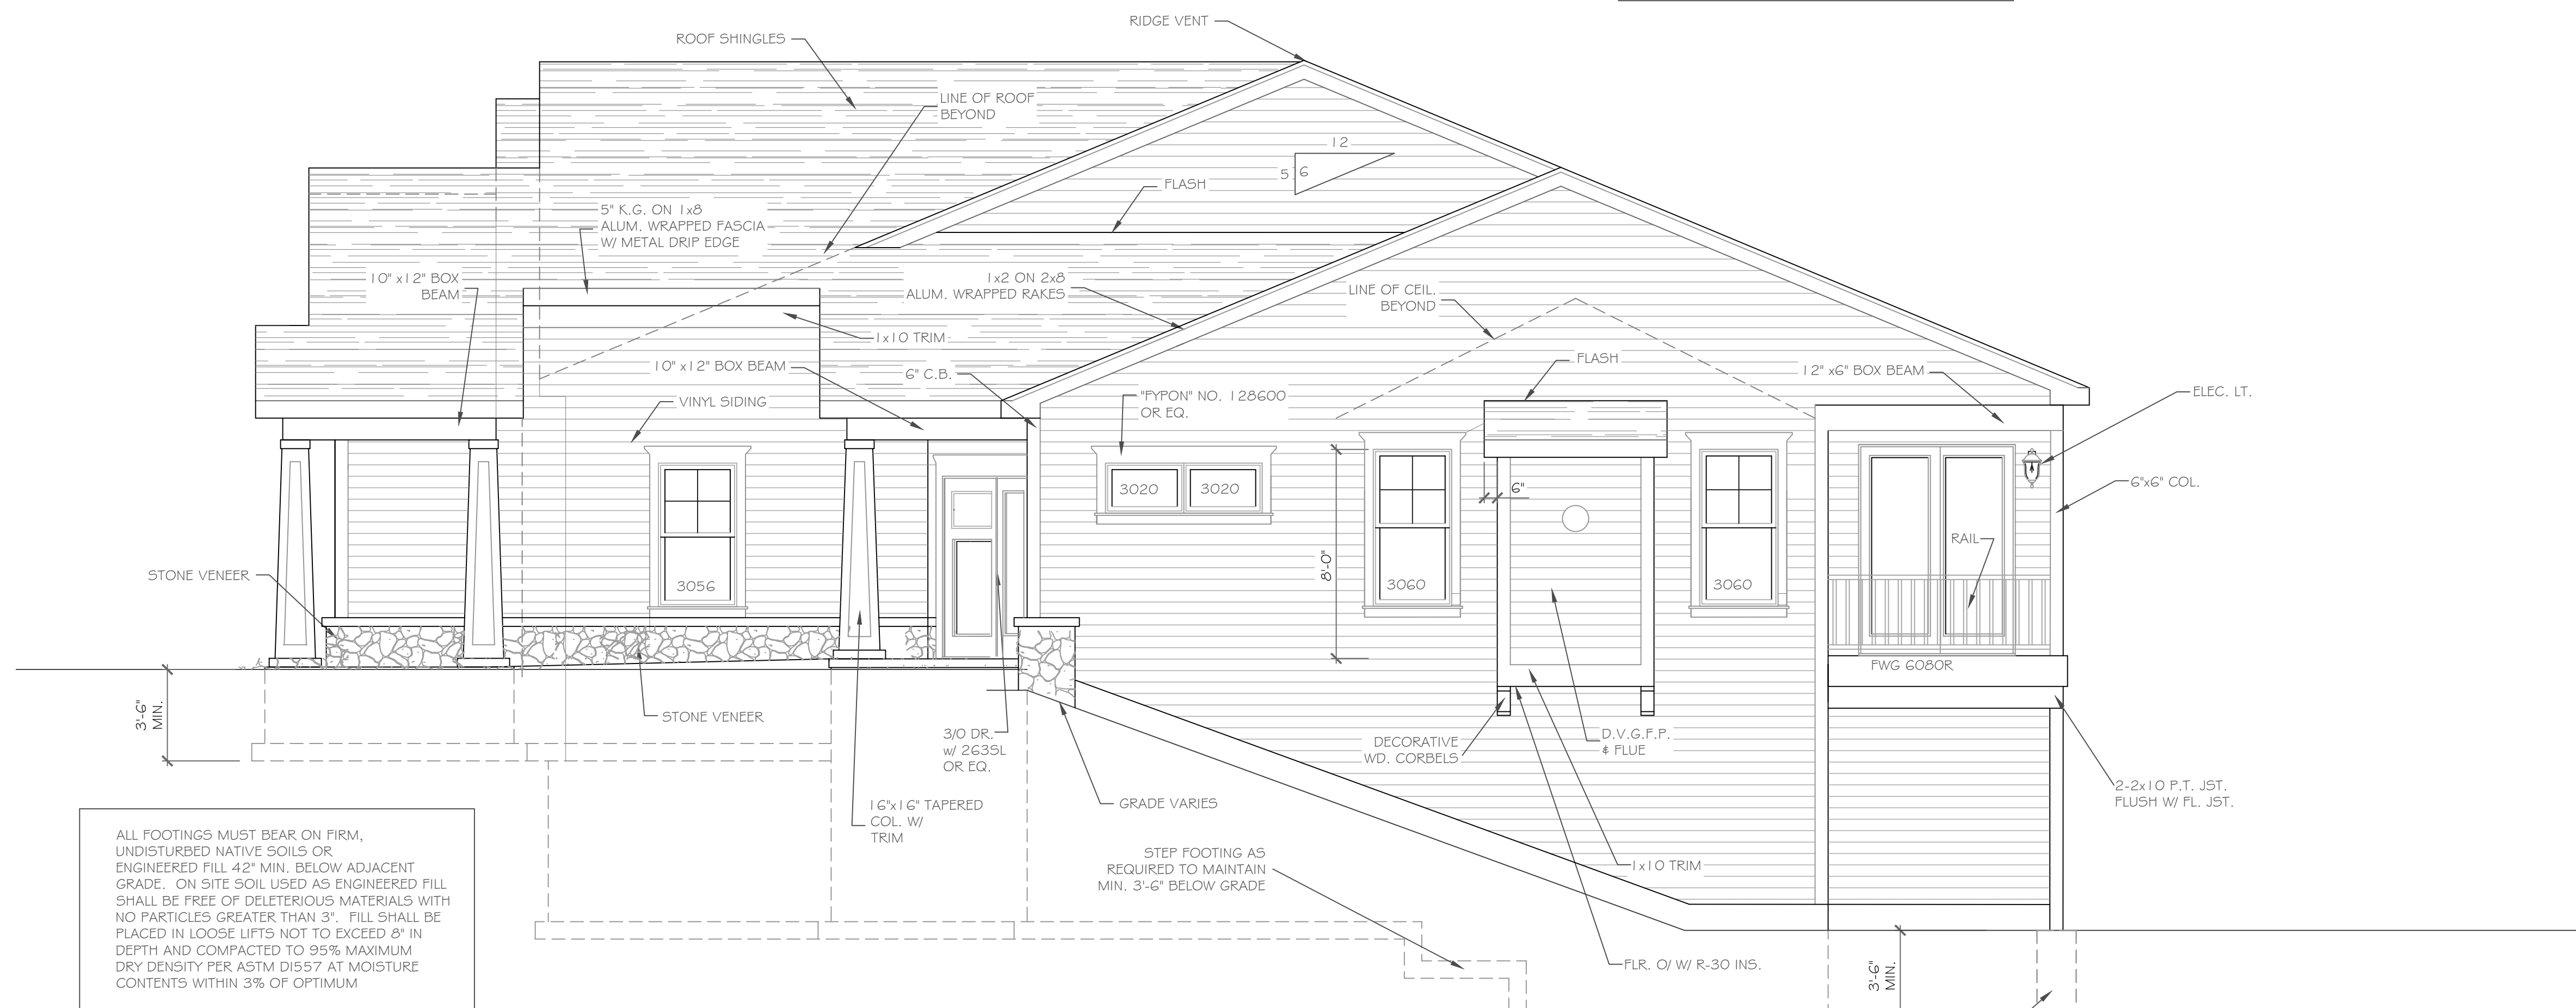 RIDGE VENT
ROOF SHINGLES
LINE OF ROOF
BEYOND
12
5
6
FLASH
5" K.G. ON 1x8
ALUM. WRAPPED FASCIA
W/ METAL DRIP EDGE
10" x12" BOX
BEAM
1x2 ON 2x8
ALUM. WRAPPED RAKES
LINE OF CEIL.
BEYOND
1x10 TRIM
FLASH
10" x12" BOX BEAM
6" C.B.
12" x6" BOX BEAM
ELEC. LT.
"FYPON" NO. 128600
OR EQ.
VINYL SIDING
3020
3020
6"
6"x6" COL.
RAIL
8'-0"
STONE VENEER
3056
3060
3060
FWG 6080R
3'-6"
MIN.
STONE VENEER
3/0 DR.
w/ 263SL
OR EQ.
DECORATIVE
WD. CORBELS
D.V.G.F.P.
& FLUE
2-2x10 P.T. JST.
FLUSH W/ FL. JST.
16"x16" TAPERED
COL. W/
TRIM
GRADE VARIES
ALL FOOTINGS MUST BEAR ON FIRM,
UNDISTURBED NATIVE SOILS OR
ENGINEERED FILL 42" MIN. BELOW ADJACENT
GRADE.  ON SITE SOIL USED AS ENGINEERED FILL
SHALL BE FREE OF DELETERIOUS MATERIALS WITH
NO PARTICLES GREATER THAN 3".  FILL SHALL BE
PLACED IN LOOSE LIFTS NOT TO EXCEED 8" IN
DEPTH AND COMPACTED TO 95% MAXIMUM
DRY DENSITY PER ASTM D1557 AT MOISTURE
CONTENTS WITHIN 3% OF OPTIMUM
STEP FOOTING AS
REQUIRED TO MAINTAIN
MIN. 3'-6" BELOW GRADE
1x10 TRIM
FLR. O/ W/ R-30 INS.
3'-6"
MIN.